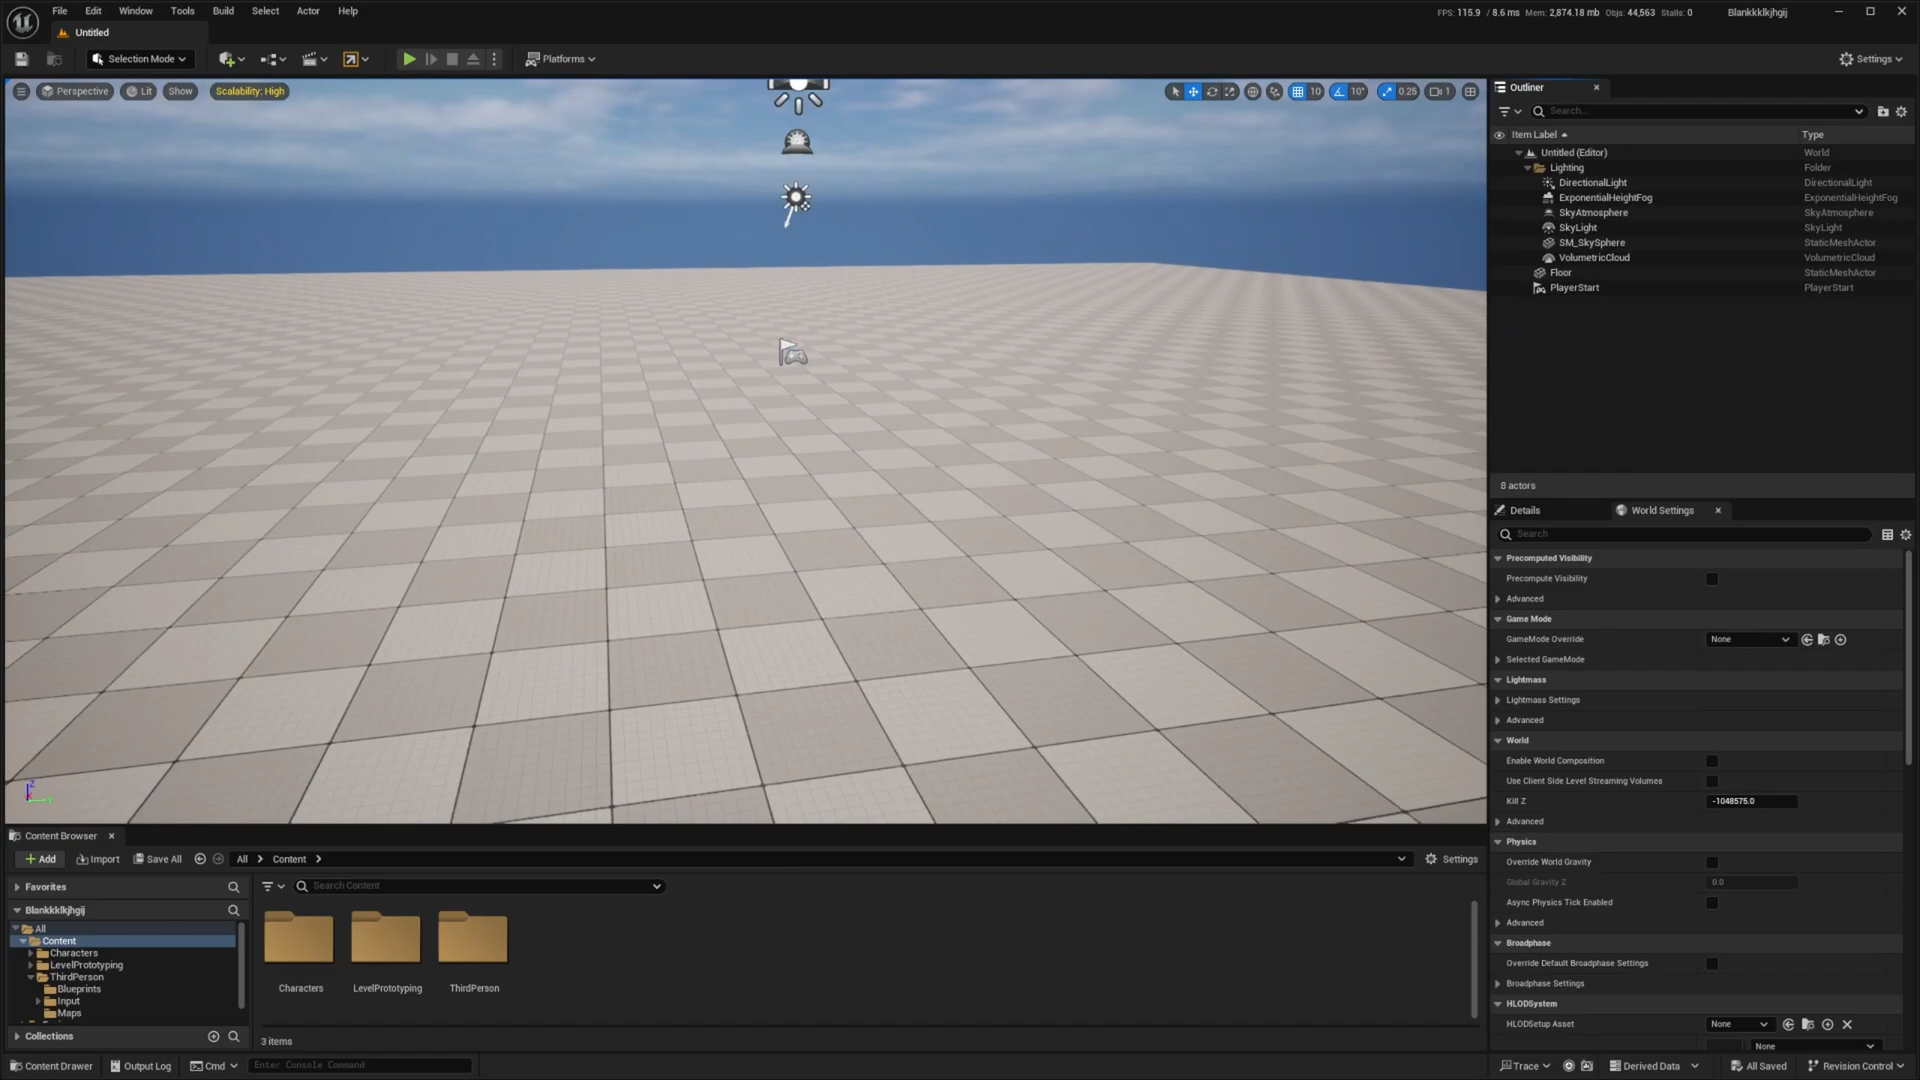 File Edit Window Tools Build Select Actor Help
FPS: 115.9 / 8.6 ms Mem: 2,874.18 mb Objs: 44,563 Stalls: 0 Blankkklkjhgij
Untitled
Selection Mode Platforms Settings
Perspective Lit Show Scalability: High 10 10° 0.25 1
Outliner
Search...
Item Label Type
Untitled (Editor) World
Lighting Folder
DirectionalLight DirectionalLight
ExponentialHeightFog ExponentialHeightFog
SkyAtmosphere SkyAtmosphere
SkyLight SkyLight
SM_SkySphere StaticMeshActor
VolumetricCloud VolumetricCloud
Floor StaticMeshActor
PlayerStart PlayerStart
8 actors
Details World Settings
Search
Precomputed Visibility
Precompute Visibility
Advanced
Game Mode
GameMode Override None
Selected GameMode
Lightmass
Lightmass Settings
Advanced
World
Enable World Composition
Use Client Side Level Streaming Volumes
Kill Z -1048575.0
Advanced
Physics
Override World Gravity
Global Gravity Z 0.0
Async Physics Tick Enabled
Advanced
Broadphase
Override Default Broadphase Settings
Broadphase Settings
HLODSystem
HLODSetup Asset None
None
Z
Y
Content Browser
Add Import Save All All Content Settings
Favorites
Search Content
Blankkklkjhgij
All
Content
Characters
LevelPrototyping
ThirdPerson
Blueprints
Input
Maps
Characters LevelPrototyping ThirdPerson
Collections
3 items
Content Drawer Output Log Cmd Enter Console Command
Trace Derived Data All Saved Revision Control